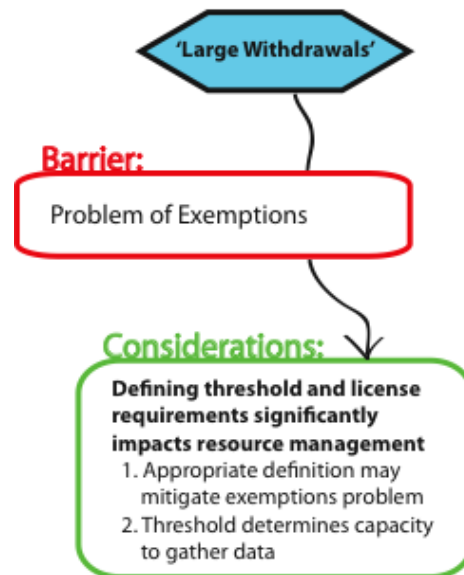 ‘Large Withdrawals’
Barrier:
Problem of Exemptions
Considerations:
Defining threshold and license
requirements significantly
impacts resource management
1. Appropriate definition may
mitigate exemptions problem
2. Threshold determines capacity
to gather data